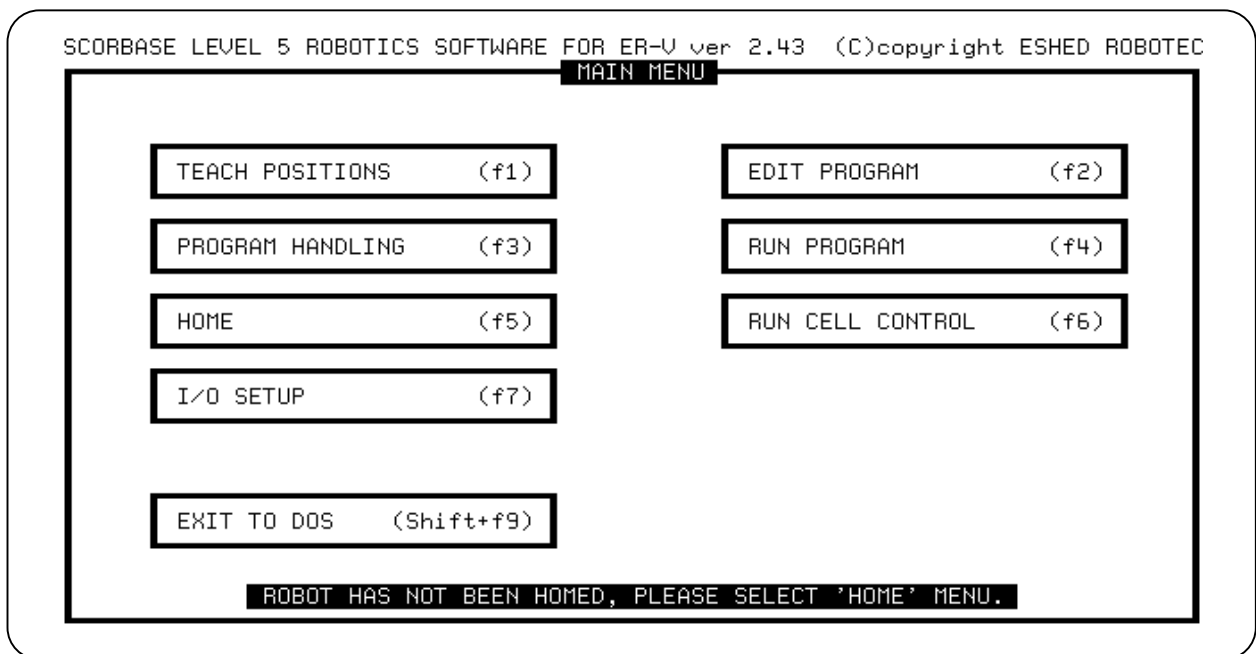 SCORBASE LEVEL 5 ROBOTICS SOFTWARE FOR ER-V ver 2.43 (C)copyright ESHED ROBOTEC
MAIN MENU
TEACH POSITIONS (f1) EDIT PROGRAM (f2)
PROGRAM HANDLING (f3) RUN PROGRAM (f4)
HOME (f5) RUN CELL CONTROL (f6)
I/O SETUP (f7)
EXIT TO DOS (Shift+f9)
ROBOT HAS NOT BEEN HOMED, PLEASE SELECT 'HOME' MENU.